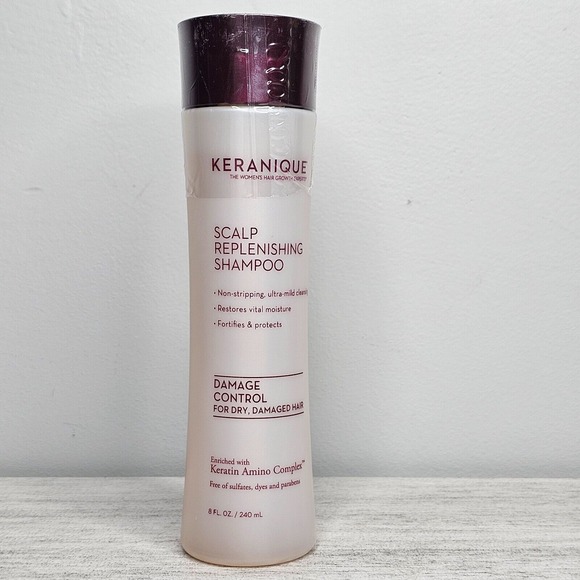 KERANIQUE
THE WOMEN'S HAIR GROWTH EXPERTS
SCALP
REPLENISHING
SHAMPOO
• Non-stripping, ultra-mild cleansing
• Restores vital moisture
• Fortifies & protects
DAMAGE
CONTROL
FOR DRY, DAMAGED HAIR
Enriched with
Keratin Amino Complex™
Free of sulfates, dyes and parabens
8 FL. OZ. / 240 mL